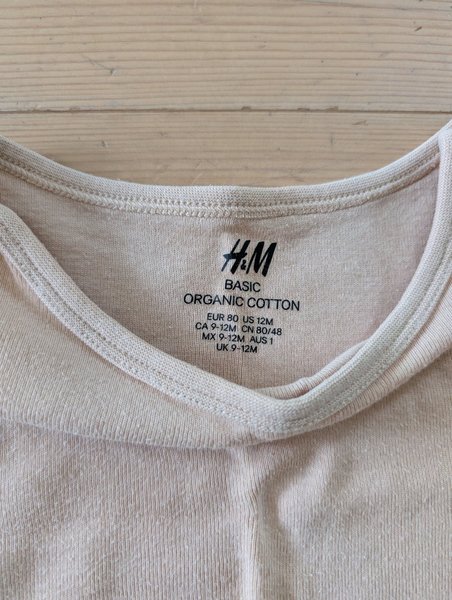 H&M
BASIC
ORGANIC COTTON
EUR 80 US 12M
CA 9-12M CN 80/48
MX 9-12M AUS 1
UK 9-12M